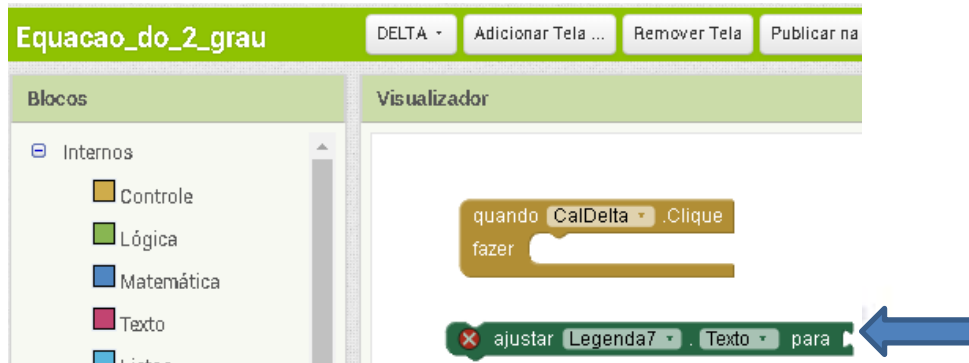 Equacao_do_2_grau
DELTA
Adicionar Tela ...
Remover Tela
Publicar na
Blocos
Visualizador
Internos
Controle
Lógica
Matemática
Texto
quando CalDelta .Clique
fazer
ajustar Legenda7 . Texto para